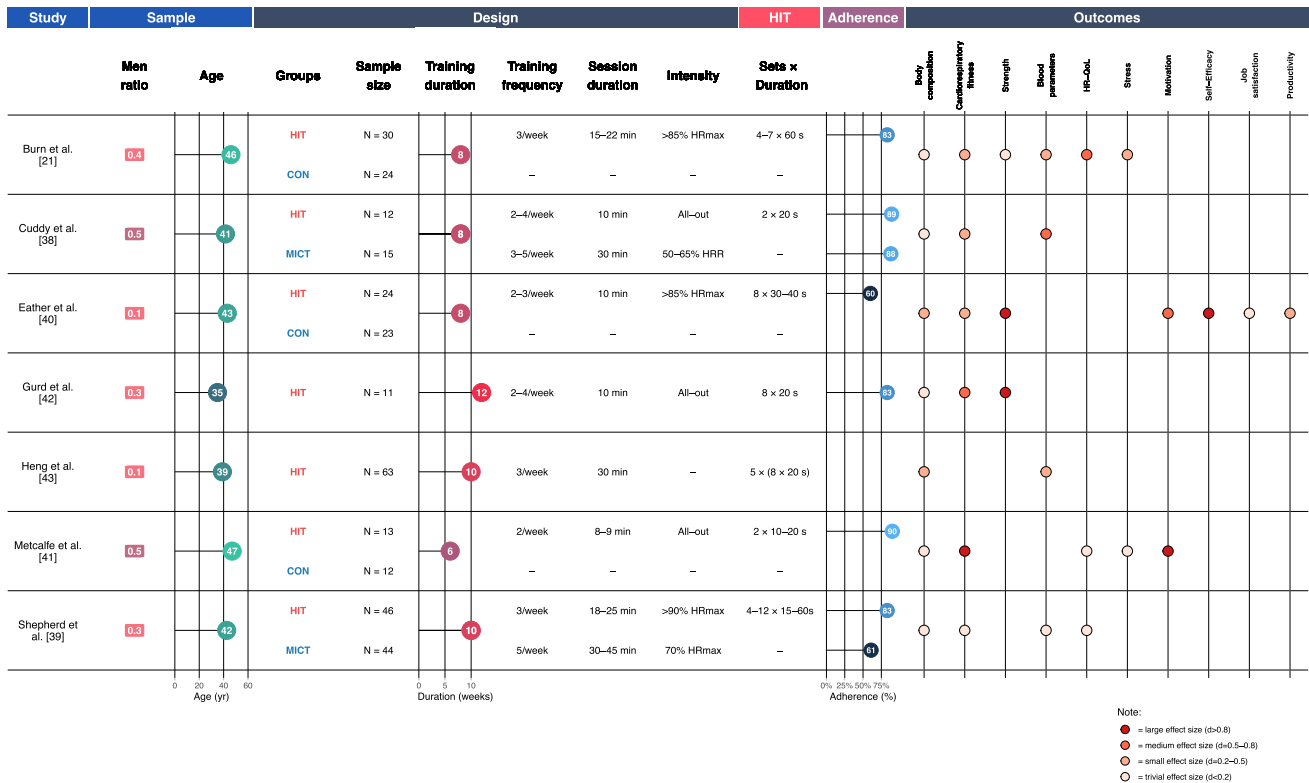 Study Sample Design HIT Adherence Outcomes
Men ratio Age Groups Sample size Training duration Training frequency Session duration Intensity Sets × Duration Body composition Cardiorespiratory fitness Strength Blood parameters HR–QoL Stress Motivation Self–Efficacy Job satisfaction Productivity
HIT N = 30 3/week 15–22 min >85% HRmax 4–7 × 60 s 83
Burn et al. [21] 0.4 46 8
CON N = 24 – – – –
HIT N = 12 2–4/week 10 min All–out 2 × 20 s 89
Cuddy et al. [38] 0.5 41 8
MICT N = 15 3–5/week 30 min 50–65% HRR – 88
HIT N = 24 2–3/week 10 min >85% HRmax 8 × 30–40 s 60
Eather et al. [40] 0.1 43 8
CON N = 23 – – – –
Gurd et al. [42] 0.3 35 HIT N = 11 12 2–4/week 10 min All–out 8 × 20 s 83
Heng et al. [43] 0.1 39 HIT N = 63 10 3/week 30 min – 5 × (8 × 20 s)
HIT N = 13 2/week 8–9 min All–out 2 × 10–20 s 90
Metcalfe et al. [41] 0.5 47 6
CON N = 12 – – – –
HIT N = 46 3/week 18–25 min >90% HRmax 4–12 × 15–60s 83
Shepherd et al. [39] 0.3 42 10
MICT N = 44 5/week 30–45 min 70% HRmax – 61
0 20 40 60 0 5 10 0% 25% 50% 75%
Age (yr) Duration (weeks) Adherence (%)
Note:
= large effect size (d>0.8)
= medium effect size (d=0.5–0.8)
= small effect size (d=0.2–0.5)
= trivial effect size (d<0.2)